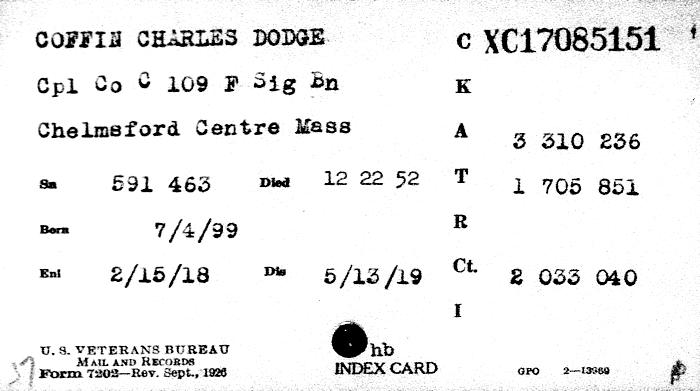 COFFIN CHARLES DODGE C XC17085151
Cpl Co C 109 F Sig Bn K
Chelmsford Centre Mass A 3 310 236
Sn 591 463 Died 12 22 52 T 1 705 851
Born 7/4/99 R
Enl 2/15/18 Dis 5/13/19 Ct. 2 033 040
I
U. S. VETERANS BUREAU
MAIL AND RECORDS
Form 7202—Rev. Sept., 1926
hb
INDEX CARD
GPO 2—13969